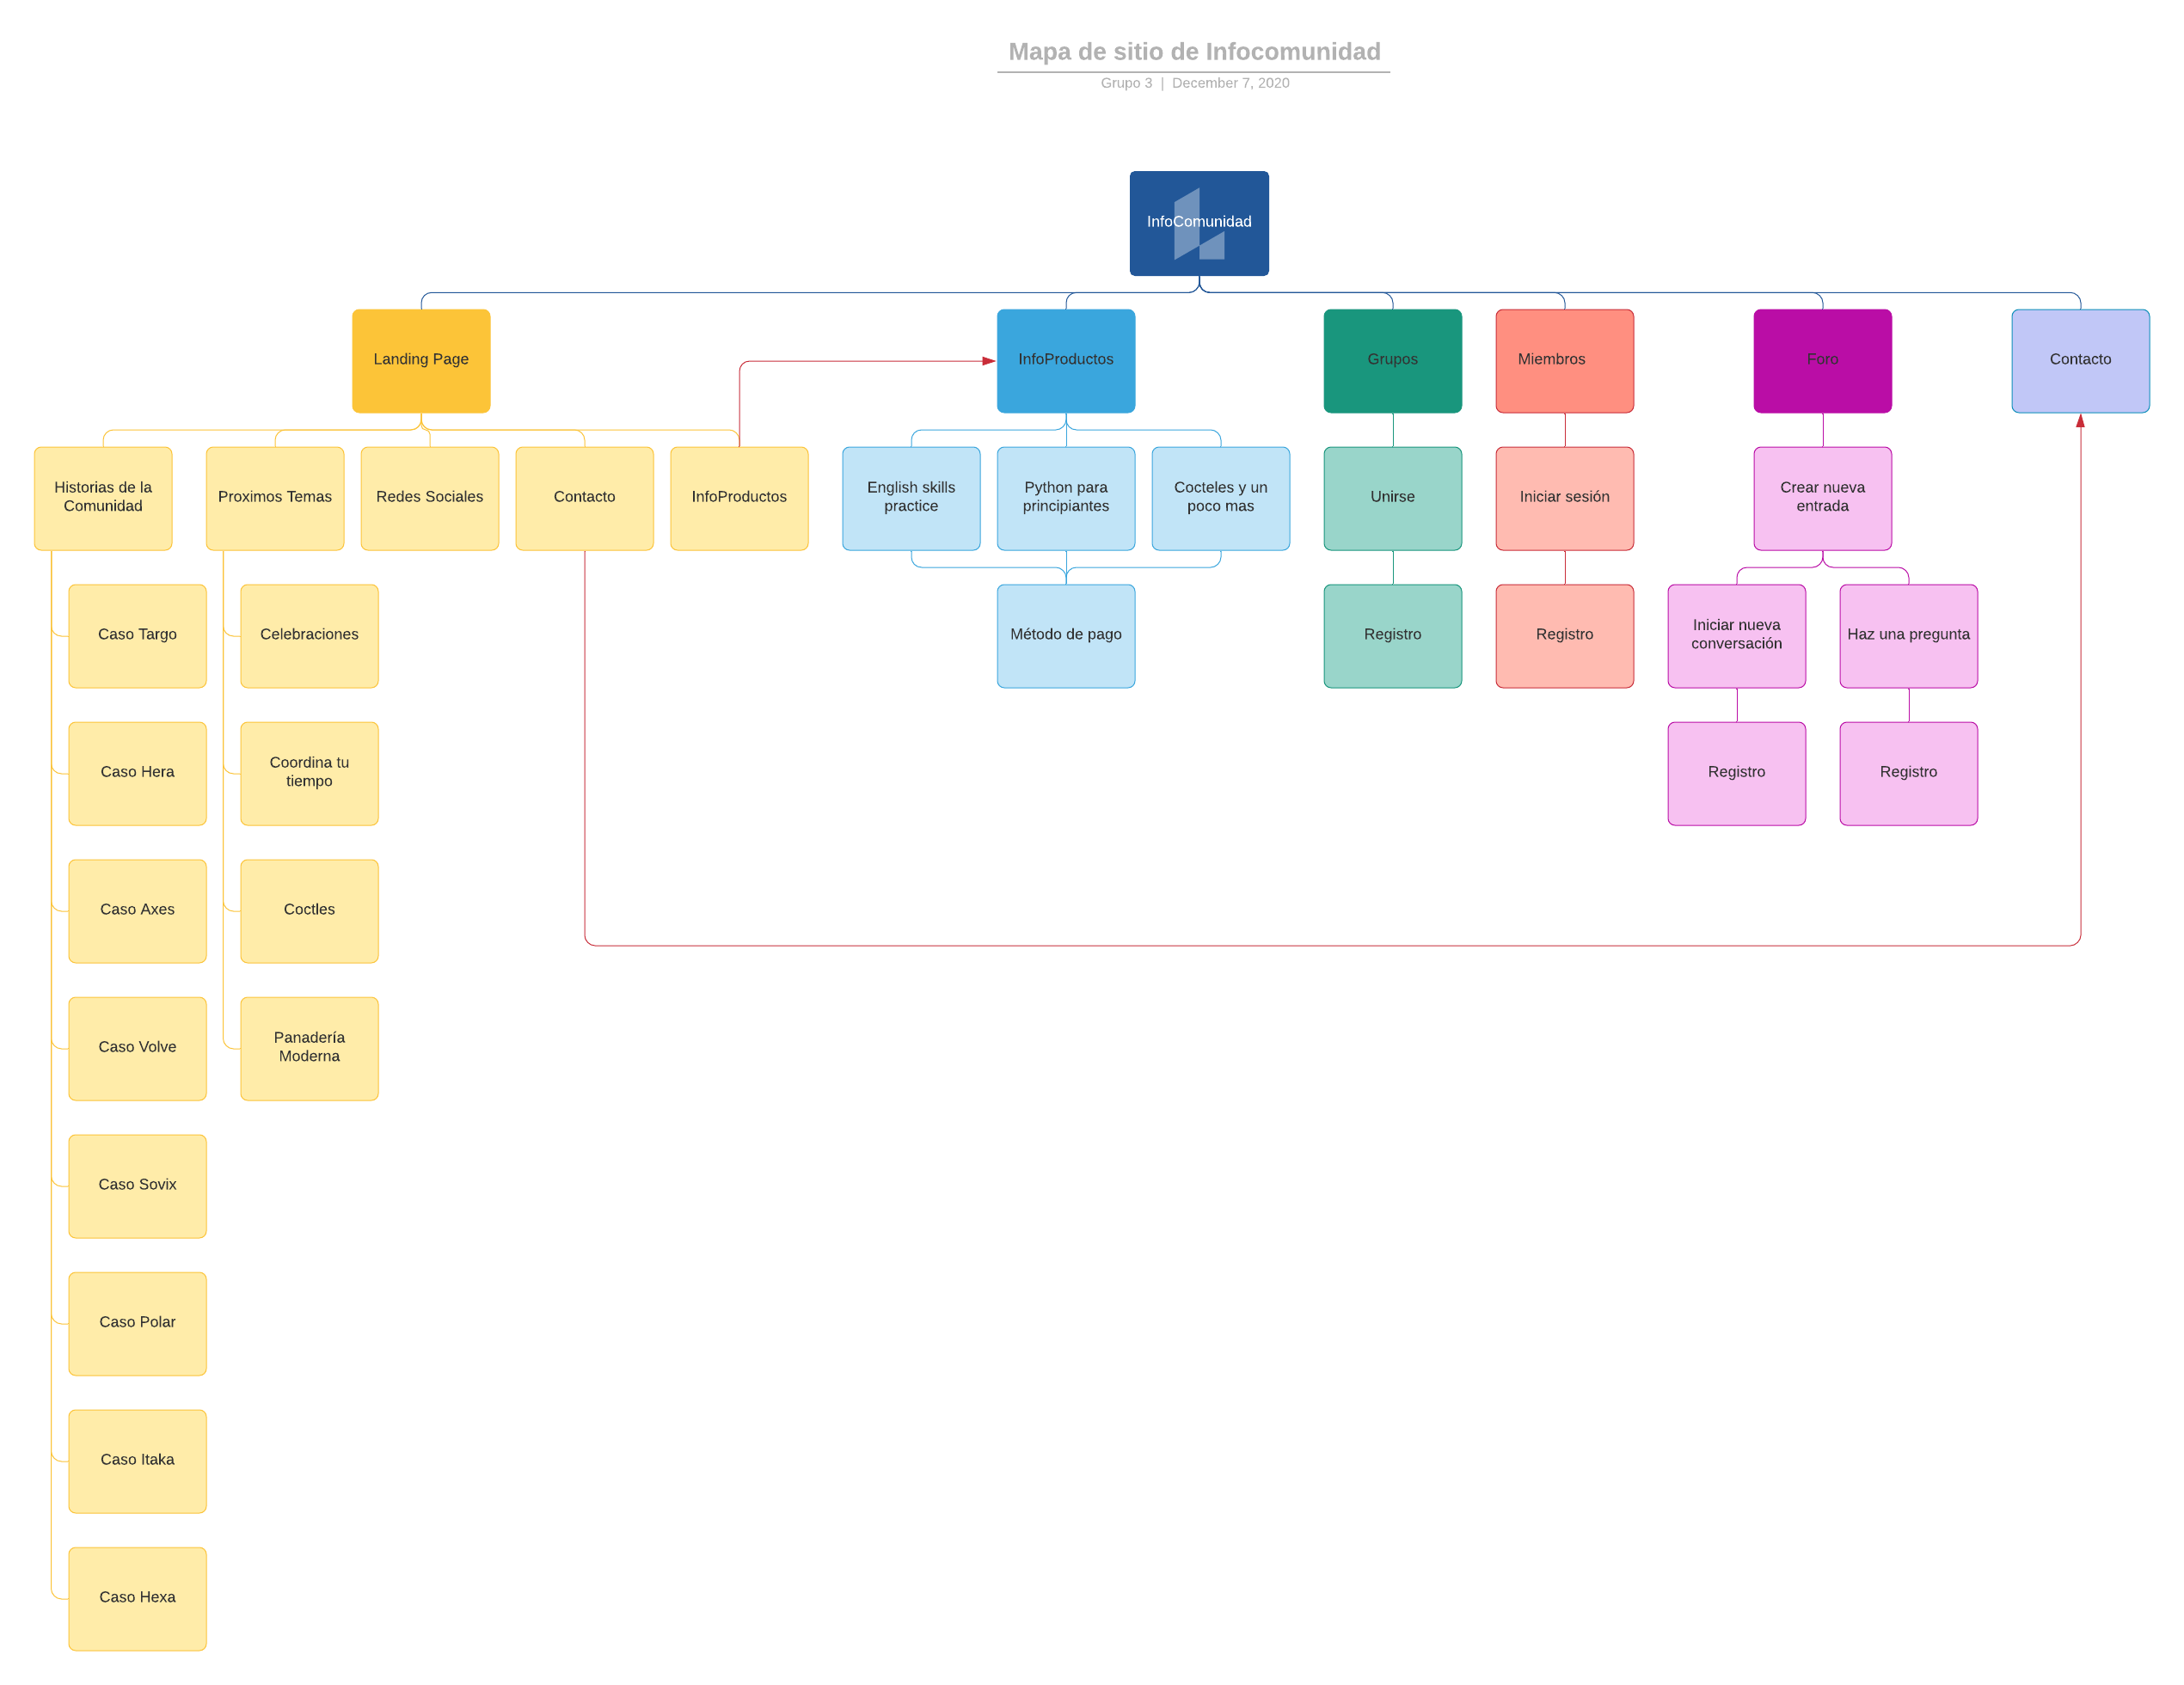 Mapa de sitio de Infocomunidad
Grupo 3 | December 7, 2020
InfoComunidad
Landing Page
InfoProductos
Grupos
Miembros
Foro
Contacto
Historias de la
Comunidad
Proximos Temas
Redes Sociales
Contacto
InfoProductos
English skills
practice
Python para
principiantes
Cocteles y un
poco mas
Unirse
Iniciar sesión
Crear nueva
entrada
Caso Targo
Celebraciones
Método de pago
Registro
Registro
Iniciar nueva
conversación
Haz una pregunta
Caso Hera
Coordina tu
tiempo
Registro
Registro
Caso Axes
Coctles
Caso Volve
Panadería
Moderna
Caso Sovix
Caso Polar
Caso Itaka
Caso Hexa